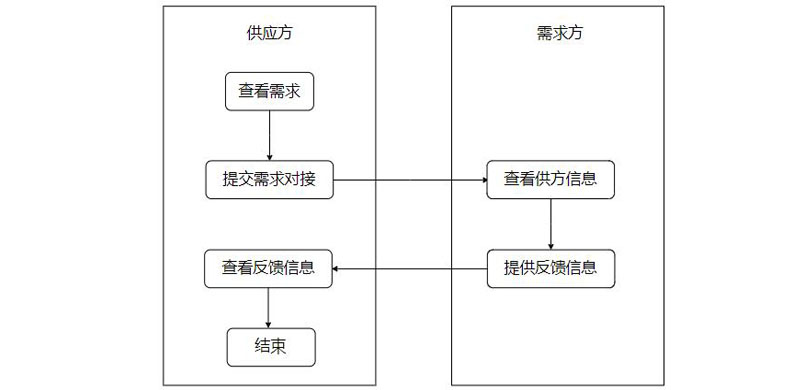 供应方
需求方
查看需求
提交需求对接
查看供方信息
查看反馈信息
提供反馈信息
结束